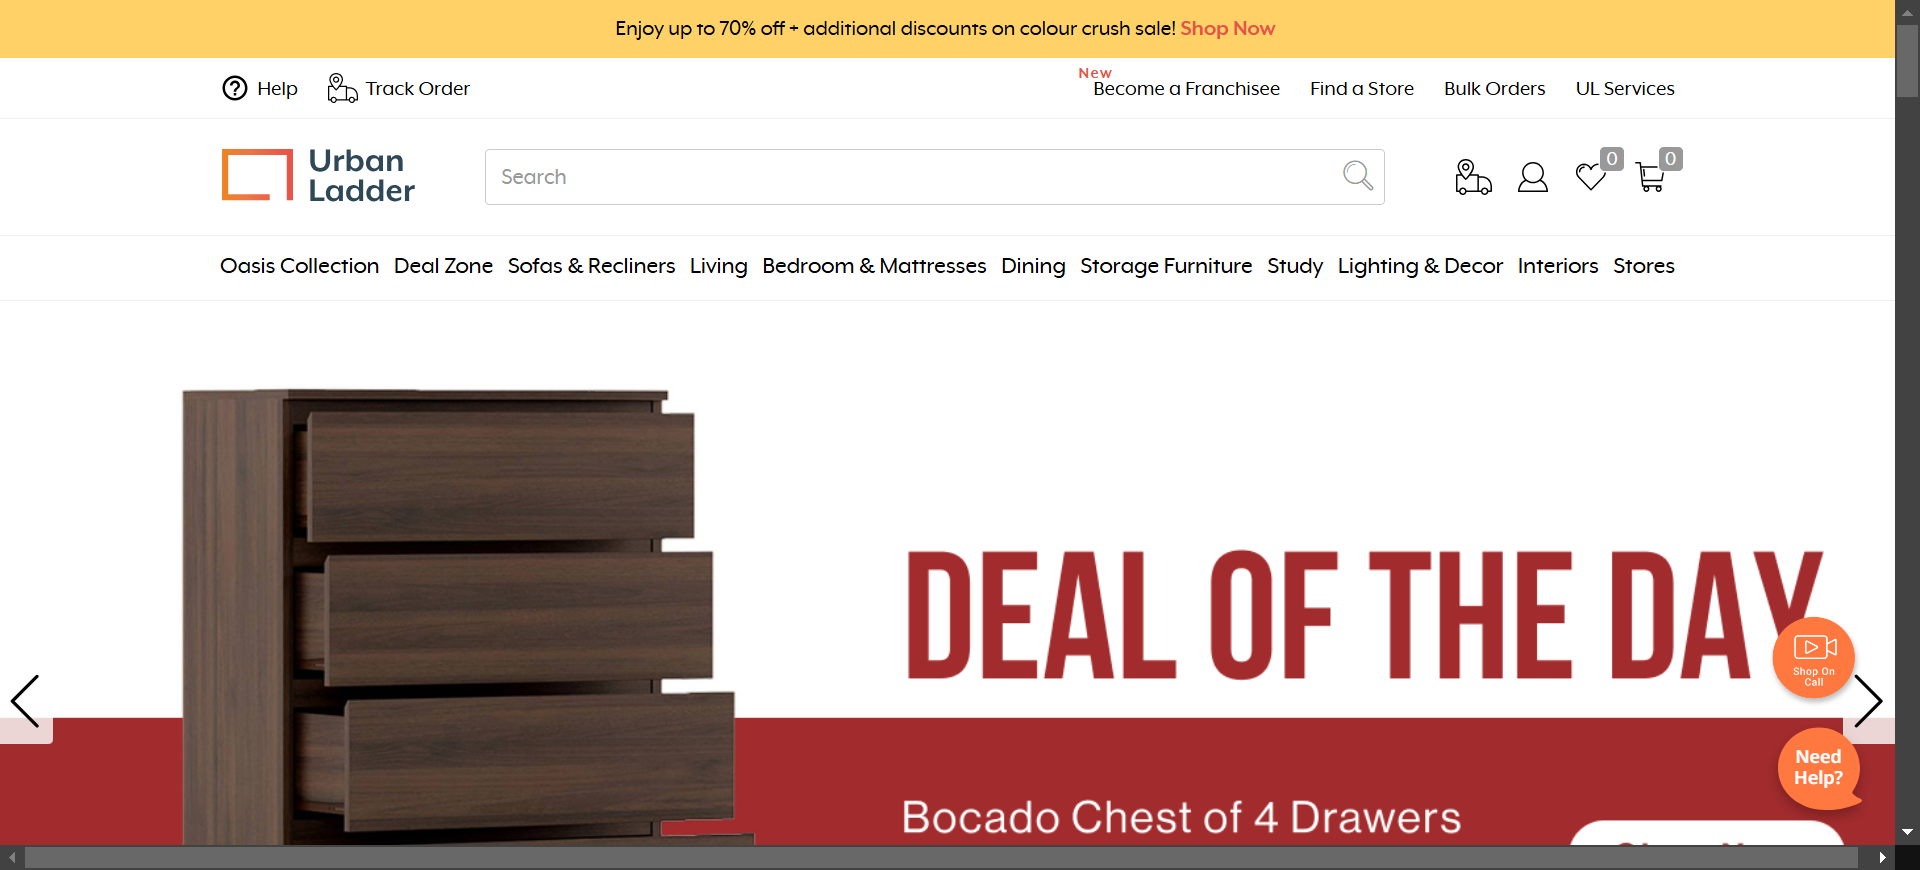 Enjoy up to 70% off + additional discounts on colour crush sale! Shop Now
Help
Track Order
New
Become a Franchisee
Find a Store
Bulk Orders
UL Services
Urban
Ladder
Search
0
0
Oasis Collection
Deal Zone
Sofas & Recliners
Living
Bedroom & Mattresses
Dining
Storage Furniture
Study
Lighting & Decor
Interiors
Stores
DEAL OF THE DAY
Shop On
Call
Need
Help?
Bocado Chest of 4 Drawers